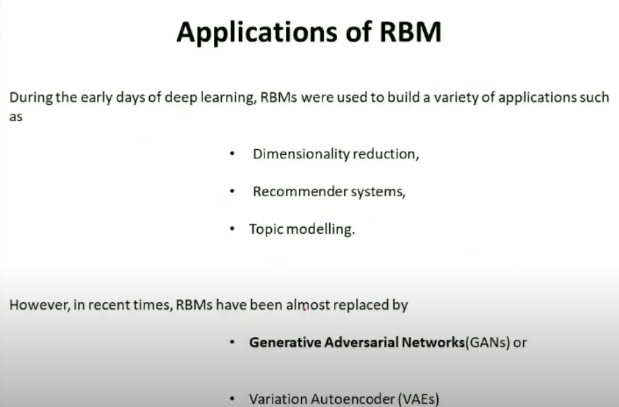 Applications of RBM
During the early days of deep learning, RBMs were used to build a variety of applications such
as
• Dimensionality reduction,
• Recommender systems,
• Topic modelling.
However, in recent times, RBMs have been almost replaced by
• Generative Adversarial Networks(GANs) or
• Variation Autoencoder (VAEs)